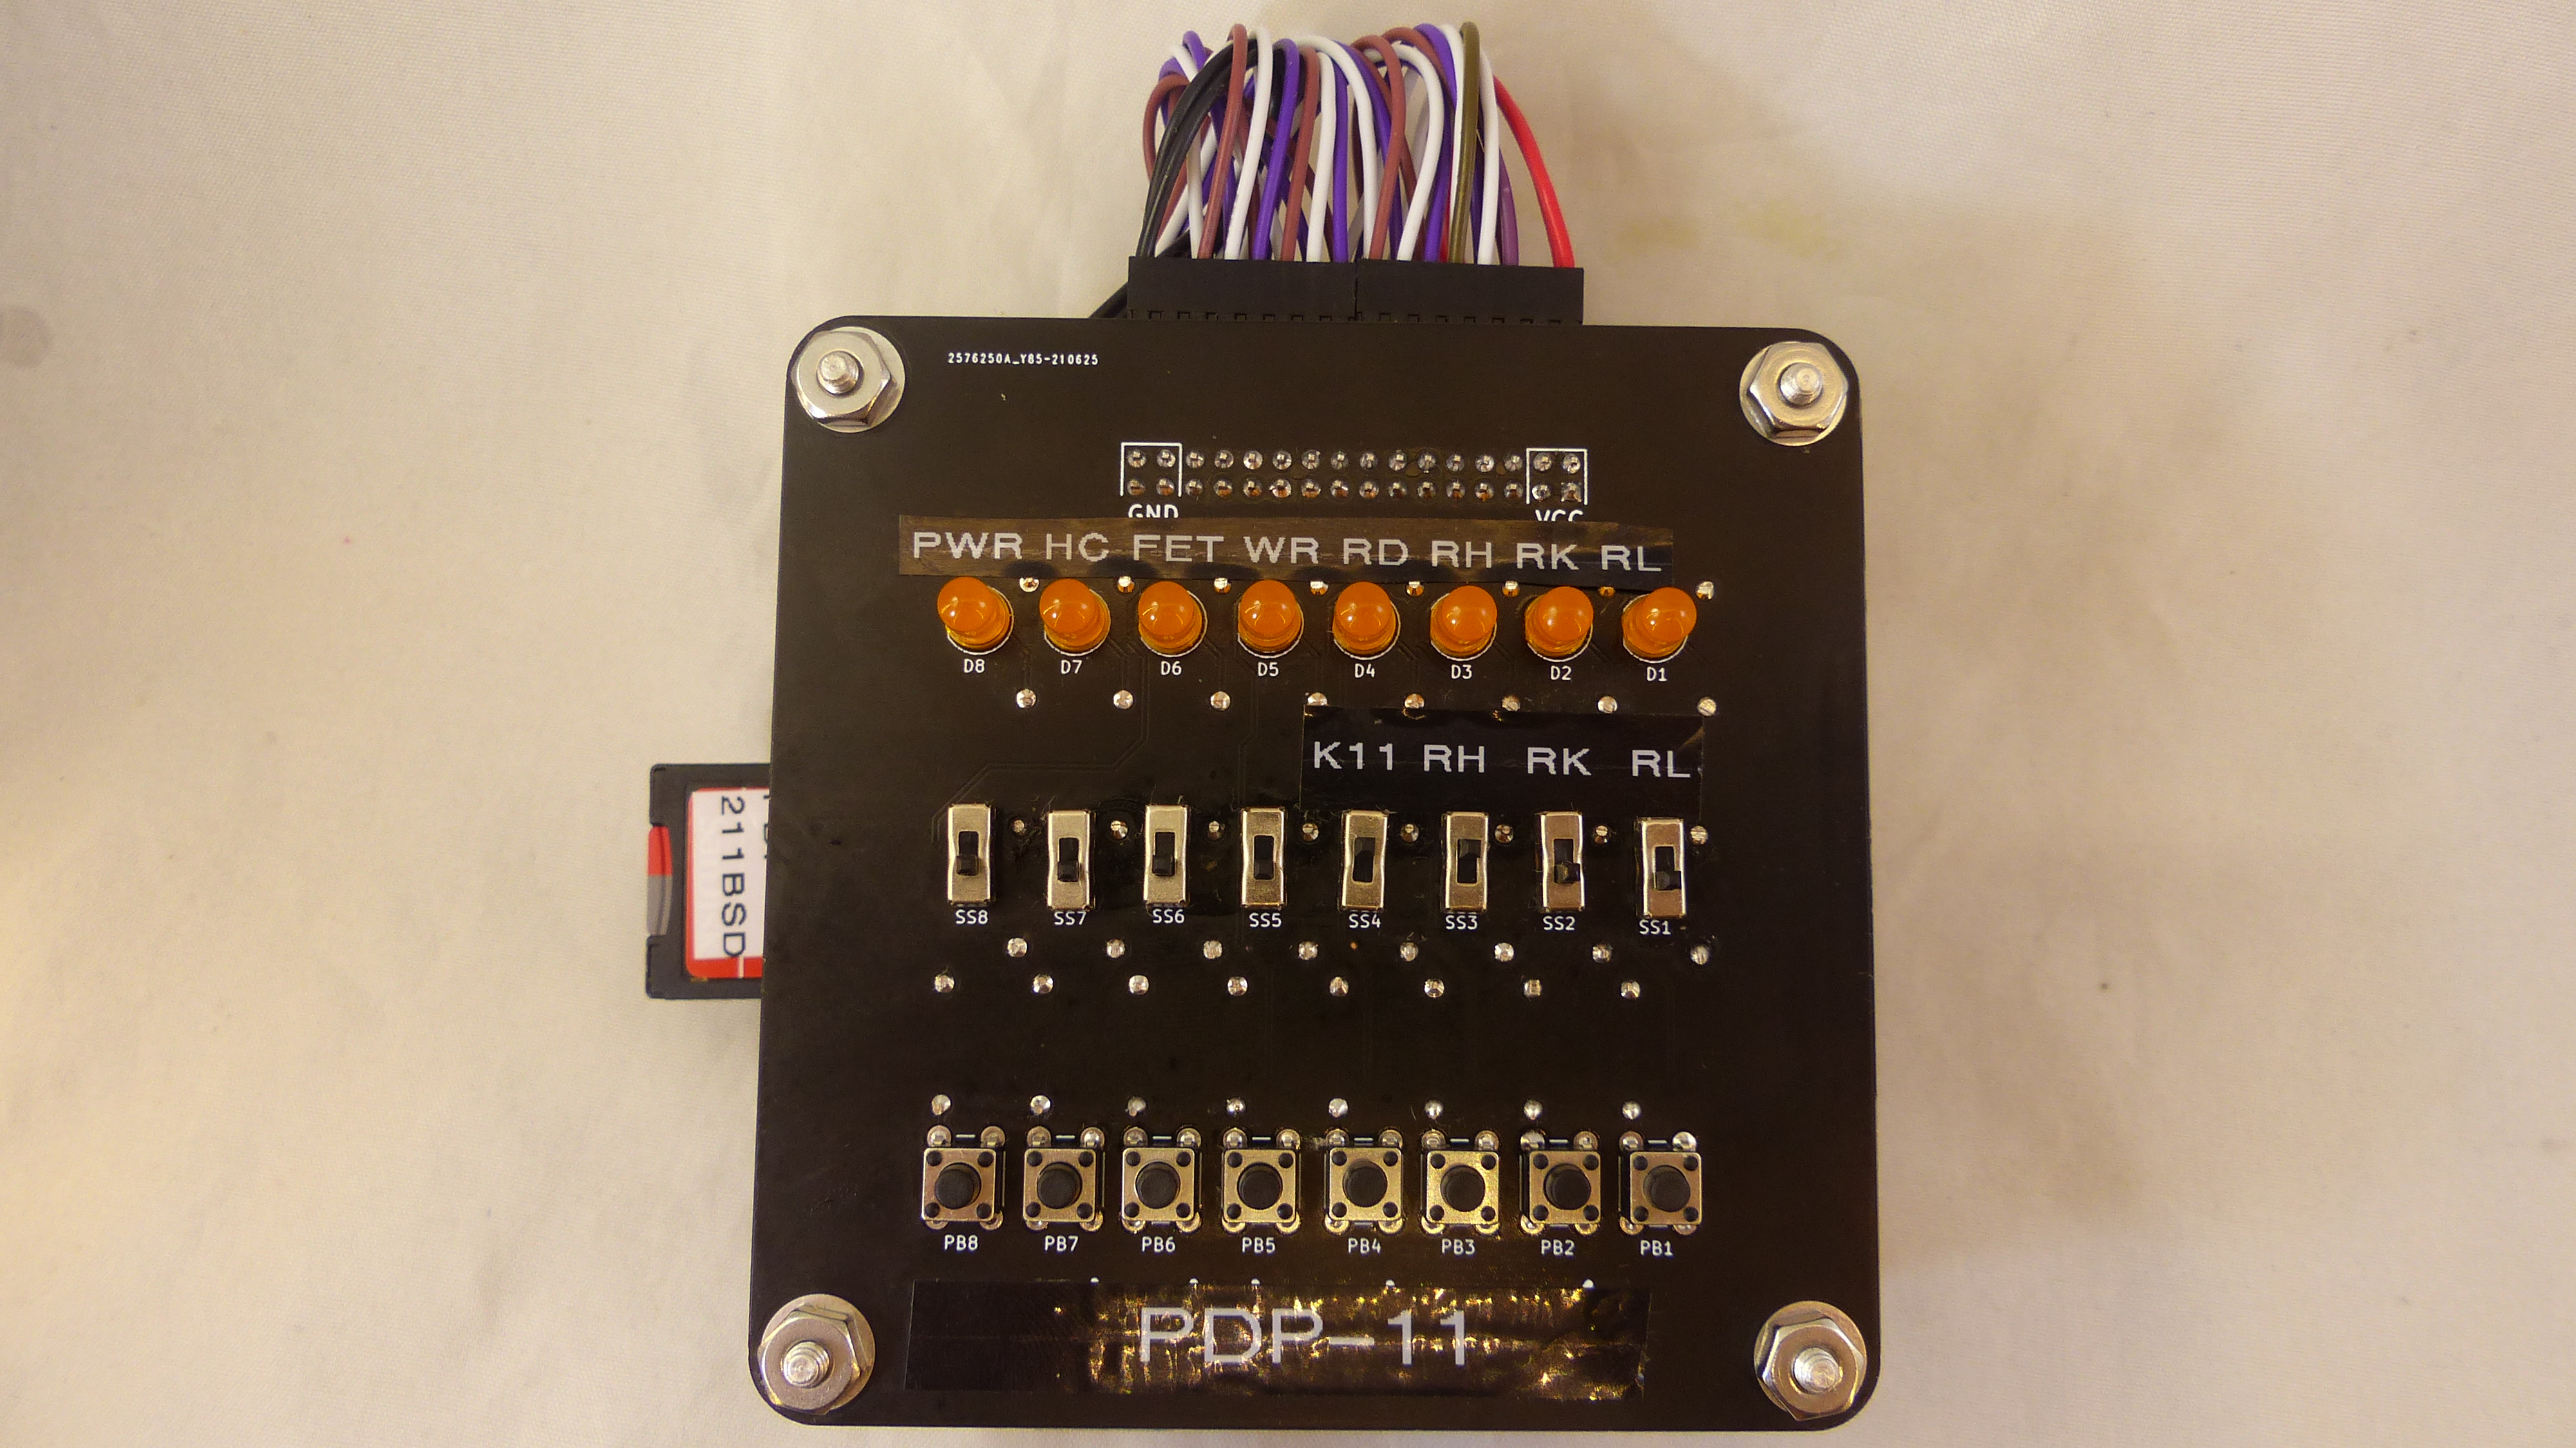 2576250A_Y85-210625
GND VCC
PWR HC FET WR RD RH RK RL
D8 D7 D6 D5 D4 D3 D2 D1
K11 RH RK RL
211BSD
SS8 SS7 SS6 SS5 SS4 SS3 SS2 SS1
PB8 PB7 PB6 PB5 PB4 PB3 PB2 PB1
PDP-11